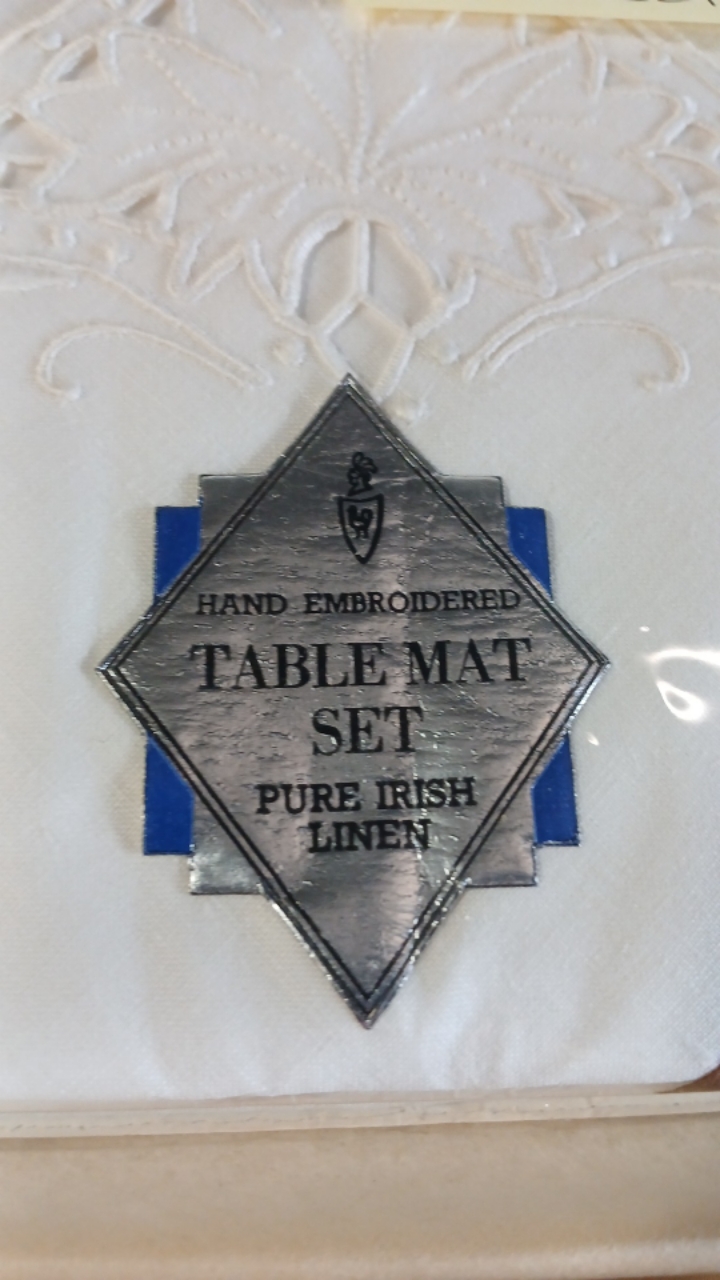 HAND EMBROIDERED
TABLE MAT
SET
PURE IRISH
LINEN